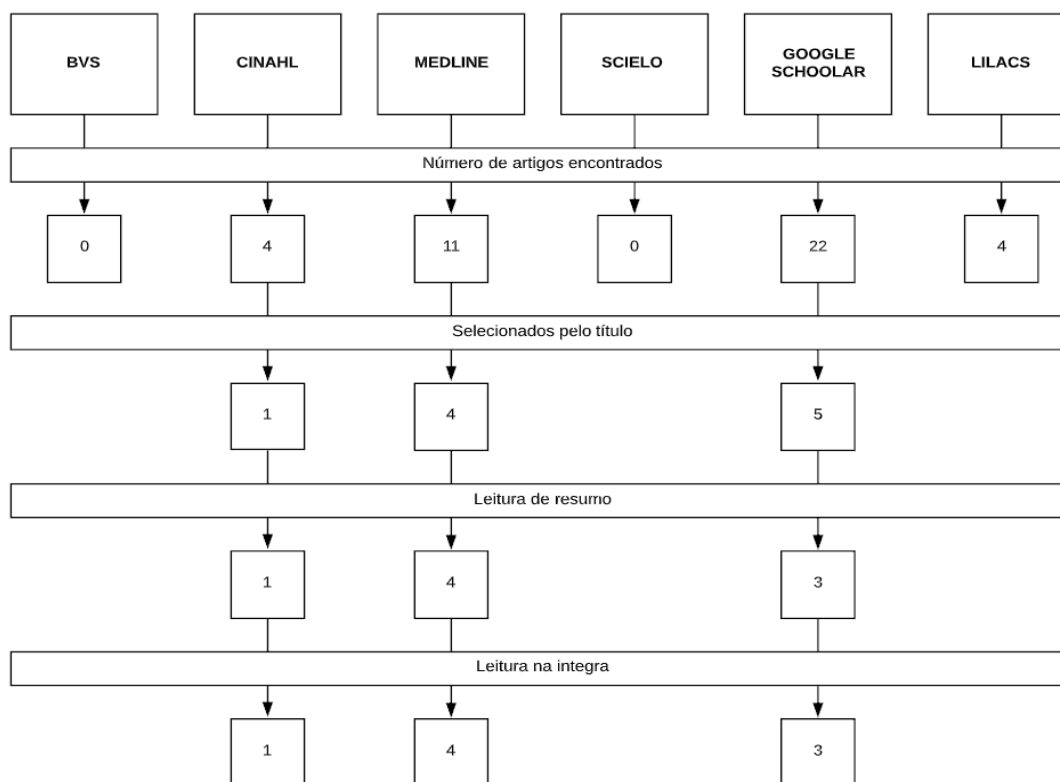 BVS
CINAHL
MEDLINE
SCIELO
GOOGLE
SCHOOLAR
LILACS
Número de artigos encontrados
0
4
11
0
22
4
Selecionados pelo título
1
4
5
Leitura de resumo
1
4
3
Leitura na integra
1
4
3